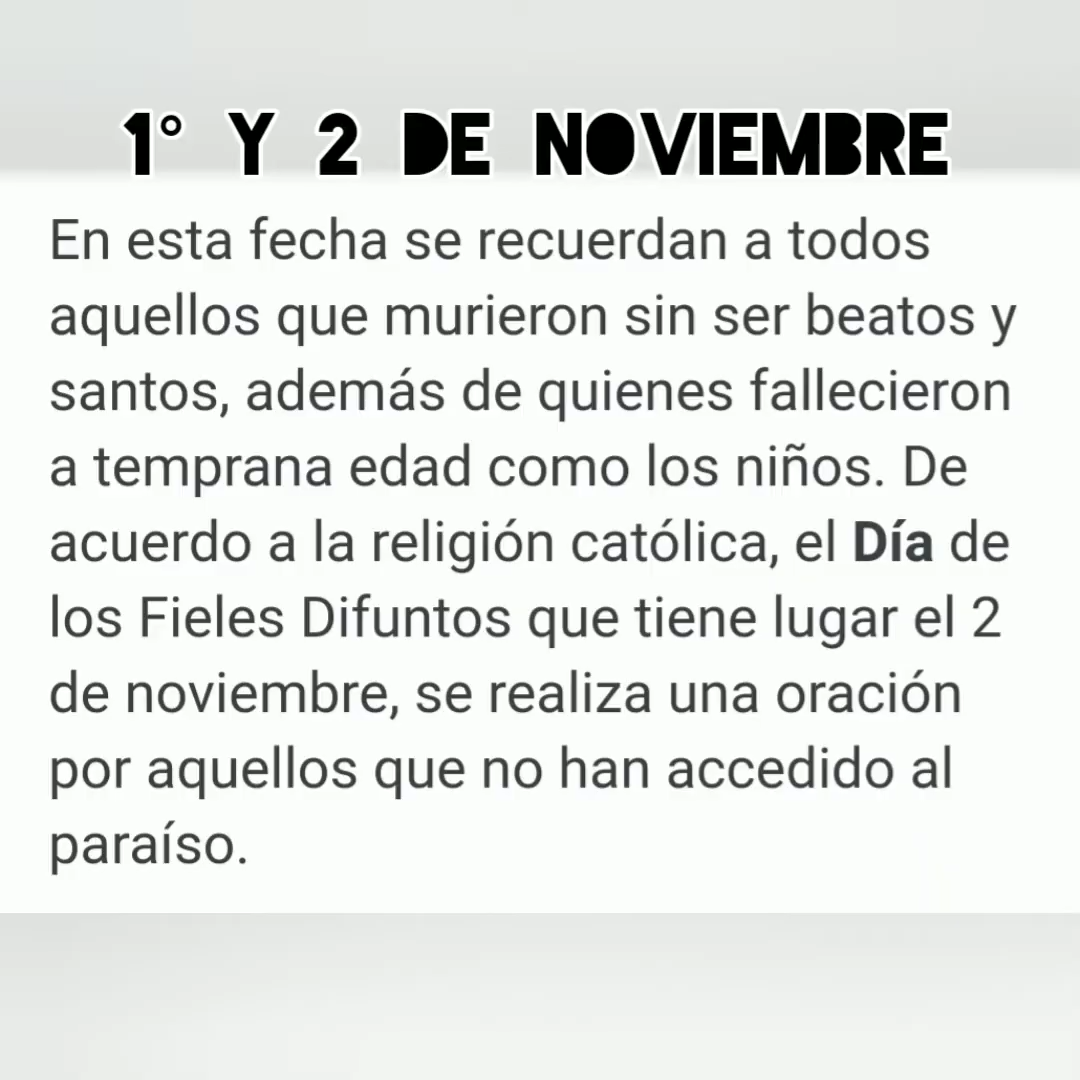 1° Y 2 DE NOVIEMBRE
En esta fecha se recuerdan a todos
aquellos que murieron sin ser beatos y
santos, además de quienes fallecieron
a temprana edad como los niños. De
acuerdo a la religión católica, el Día de
los Fieles Difuntos que tiene lugar el 2
de noviembre, se realiza una oración
por aquellos que no han accedido al
paraíso.